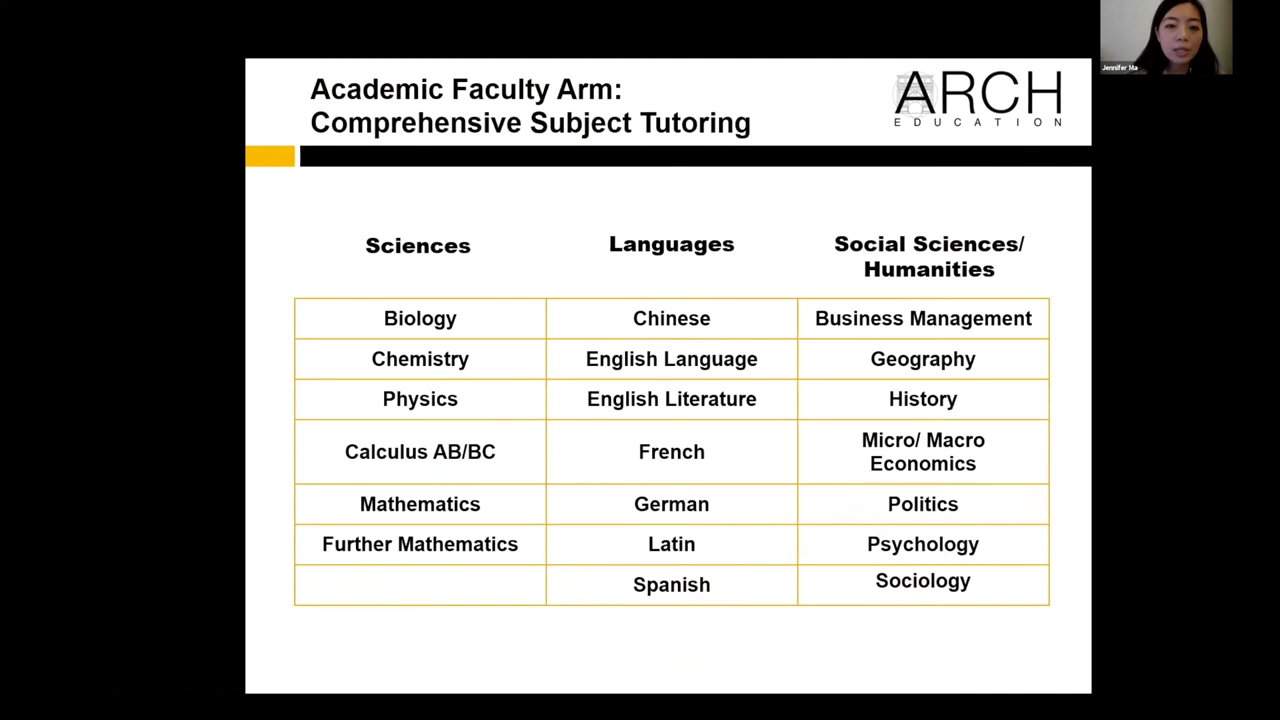 Academic Faculty Arm:
Comprehensive Subject Tutoring
ARCH
EDUCATION
Jennifer Ma
Sciences
Languages
Social Sciences/
Humanities
Biology
Chinese
Business Management
Chemistry
English Language
Geography
Physics
English Literature
History
Calculus AB/BC
French
Micro/ Macro
Economics
Mathematics
German
Politics
Further Mathematics
Latin
Psychology
Spanish
Sociology